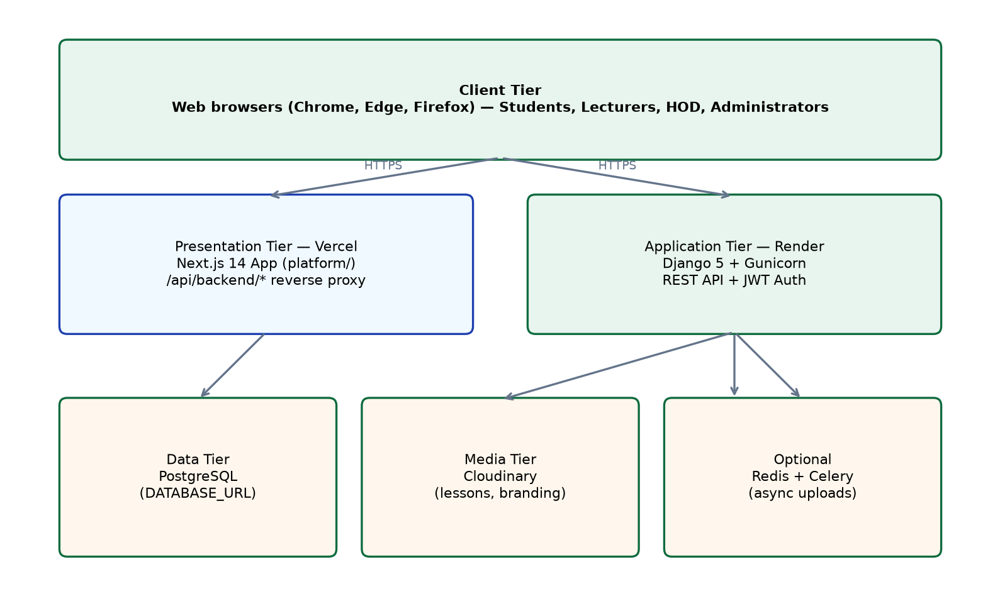 Client Tier
Web browsers (Chrome, Edge, Firefox) — Students, Lecturers, HOD, Administrators
HTTPS
HTTPS
Presentation Tier — Vercel
Next.js 14 App (platform/)
/api/backend/* reverse proxy
Application Tier — Render
Django 5 + Gunicorn
REST API + JWT Auth
Data Tier
PostgreSQL
(DATABASE_URL)
Media Tier
Cloudinary
(lessons, branding)
Optional
Redis + Celery
(async uploads)